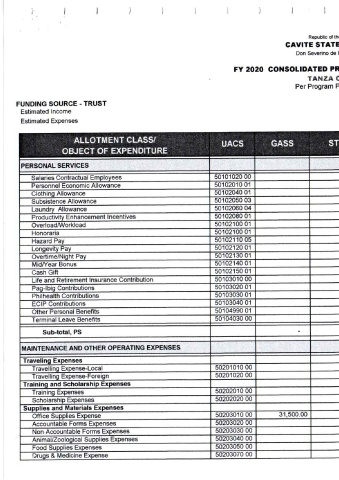 Republic of the
CAVITE STATE
Don Severino de
FY 2020 CONSOLIDATED PR
TANZA C
Per Program P
FUNDING SOURCE - TRUST
Estimated Income
Estimated Expenses
ALLOTMENT CLASS/ OBJECT OF EXPENDITURE UACS GASS ST
PERSONAL SERVICES
Salaries Contractual Employees 50101020 00
Personnel Economic Allowance 50102010 01
Clothing Allowance 50102040 01
Subsistence Allowance 50102050 03
Laundry Allowance 50102060 04
Productivity Enhancement Incentives 50102080 01
Overload/Workload 50102100 01
Honoraria 50102100 01
Hazard Pay 50102110 05
Longevity Pay 50102120 01
Overtime/Night Pay 50102130 01
Mid/Year Bonus 50102140 01
Cash Gift 50102150 01
Life and Retirement Insurance Contribution 50103010 00
Pag-Ibig Contributions 50103020 01
Philhealth Contributions 50103030 01
ECIP Contributions 50103040 01
Other Personal Benefits 50104990 01
Terminal Leave Benefits 50104030 00
Sub-total, PS -
MAINTENANCE AND OTHER OPERATING EXPENSES
Traveling Expenses
Travelling Expense-Local 50201010 00
Travelling Expense-Foreign 50201020 00
Training and Scholarship Expenses
Training Expenses 50202010 00
Scholarship Expenses 50202020 00
Supplies and Materials Expenses
Office Supplies Expense 50203010 00 31,500.00
Accountable Forms Expenses 50203020 00
Non Accountable Forms Expenses 50203030 00
Animal/Zoological Supplies Expenses 50203040 00
Food Supplies Expenses 50203050 00
Drugs & Medicine Expense 50203070 00